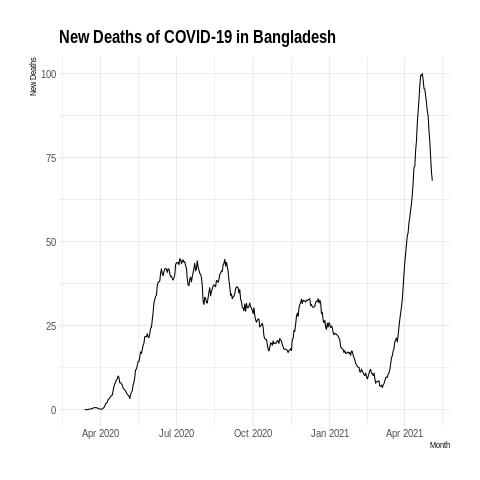 New Deaths of COVID-19 in Bangladesh
New Deaths
100
75
50
25
0
Apr 2020 Jul 2020 Oct 2020 Jan 2021 Apr 2021
Month